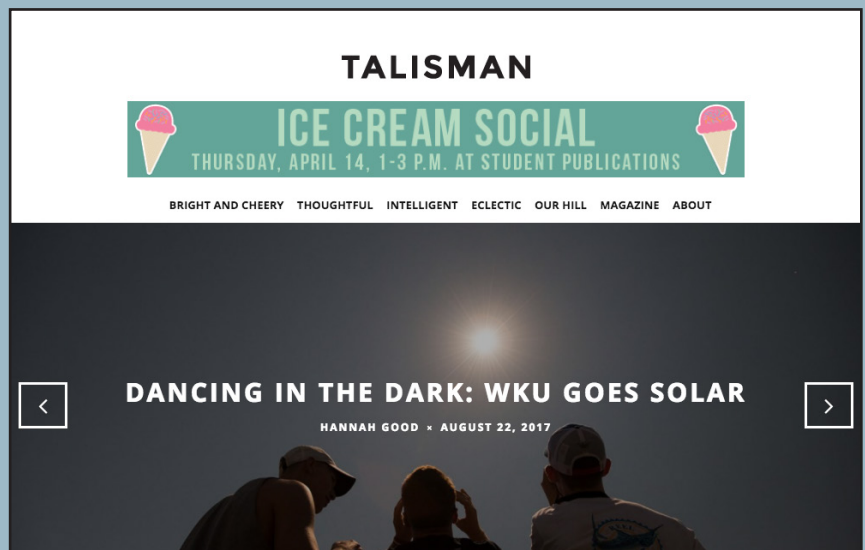 TALISMAN
ICE CREAM SOCIAL
THURSDAY, APRIL 14, 1-3 P.M. AT STUDENT PUBLICATIONS
BRIGHT AND CHEERY THOUGHTFUL INTELLIGENT ECLECTIC OUR HILL MAGAZINE ABOUT
DANCING IN THE DARK: WKU GOES SOLAR
HANNAH GOOD × AUGUST 22, 2017